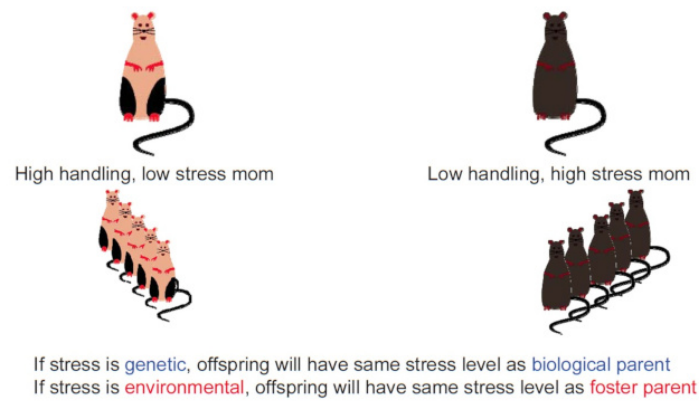 High handling, low stress mom
Low handling, high stress mom
If stress is genetic, offspring will have same stress level as biological parent
If stress is environmental, offspring will have same stress level as foster parent